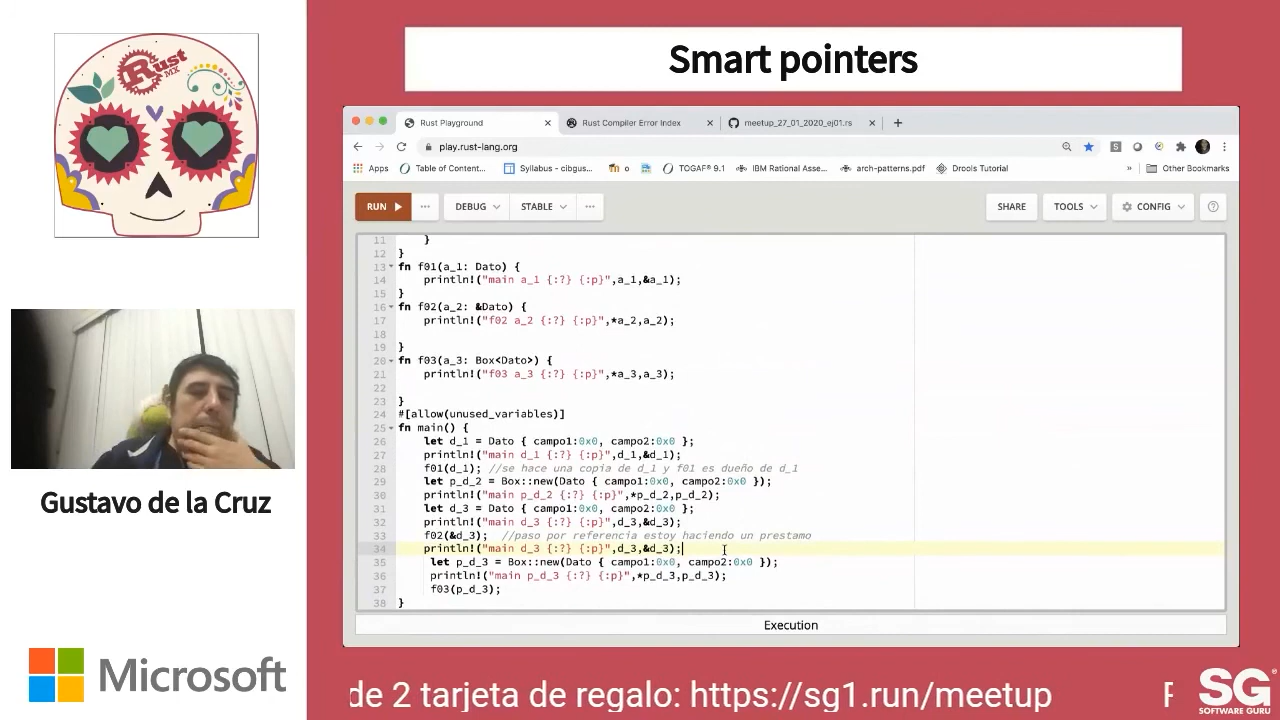 Smart pointers
Rust MX
Rust Playground
Rust Compiler Error Index
meetup_27_01_2020_ej01.rs
play.rust-lang.org
Apps
Table of Content...
Syllabus - cibgus...
m o
TOGAF® 9.1
IBM Rational Asse...
arch-patterns.pdf
Drools Tutorial
»
Other Bookmarks
RUN
DEBUG
STABLE
SHARE
TOOLS
CONFIG
11 }
12 }
13 fn f01(a_1: Dato) {
14 println!("main a_1 {:?} {:p}",a_1,&a_1);
15 }
16 fn f02(a_2: &Dato) {
17 println!("f02 a_2 {:?} {:p}",*a_2,a_2);
18
19 }
20 fn f03(a_3: Box<Dato>) {
21 println!("f03 a_3 {:?} {:p}",*a_3,a_3);
22
23 }
24 #[allow(unused_variables)]
25 fn main() {
26 let d_1 = Dato { campo1:0x0, campo2:0x0 };
27 println!("main d_1 {:?} {:p}",d_1,&d_1);
28 f01(d_1); //se hace una copia de d_1 y f01 es dueño de d_1
29 let p_d_2 = Box::new(Dato { campo1:0x0, campo2:0x0 });
30 println!("main p_d_2 {:?} {:p}",*p_d_2,p_d_2);
31 let d_3 = Dato { campo1:0x0, campo2:0x0 };
32 println!("main d_3 {:?} {:p}",d_3,&d_3);
33 f02(&d_3); //paso por referencia estoy haciendo un prestamo
34 println!("main d_3 {:?} {:p}",d_3,&d_3);
35 let p_d_3 = Box::new(Dato { campo1:0x0, campo2:0x0 });
36 println!("main p_d_3 {:?} {:p}",*p_d_3,p_d_3);
37 f03(p_d_3);
38 }
Execution
Gustavo de la Cruz
Microsoft
de 2 tarjeta de regalo: https://sg1.run/meetup
SG
SOFTWARE GURU